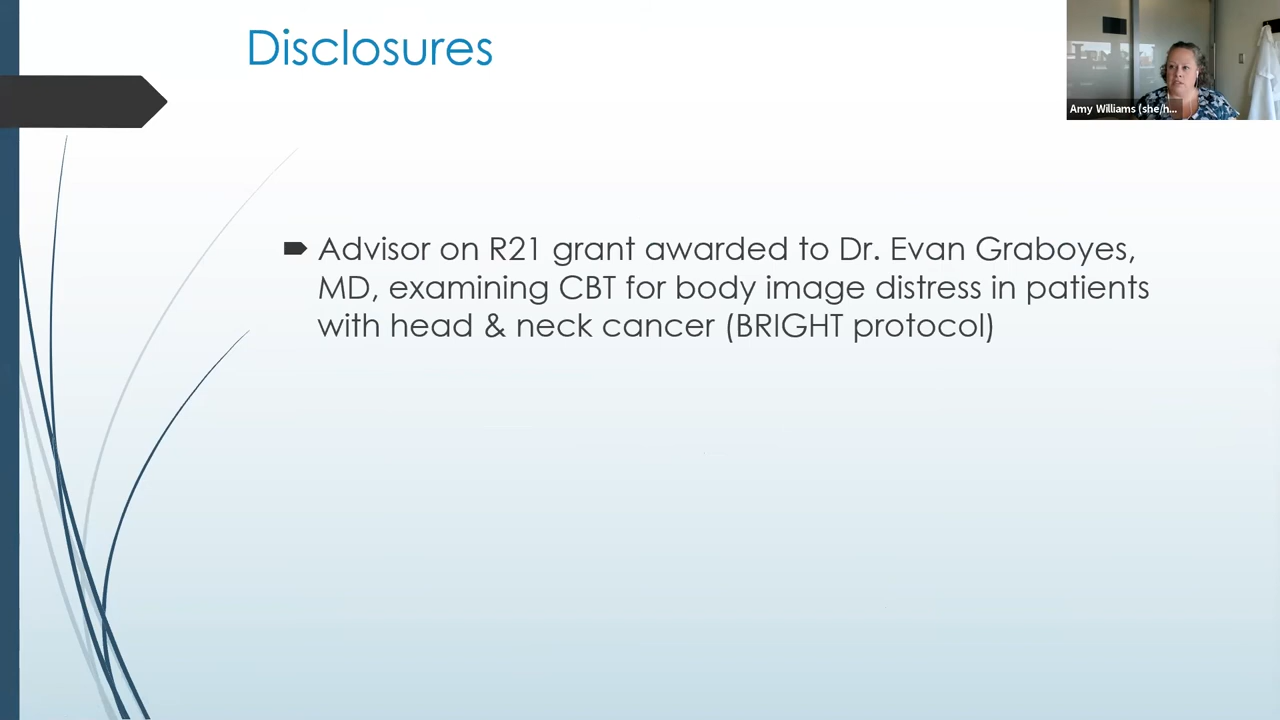 Disclosures
Amy Williams (she/h...
Advisor on R21 grant awarded to Dr. Evan Graboyes,
MD, examining CBT for body image distress in patients
with head & neck cancer (BRIGHT protocol)